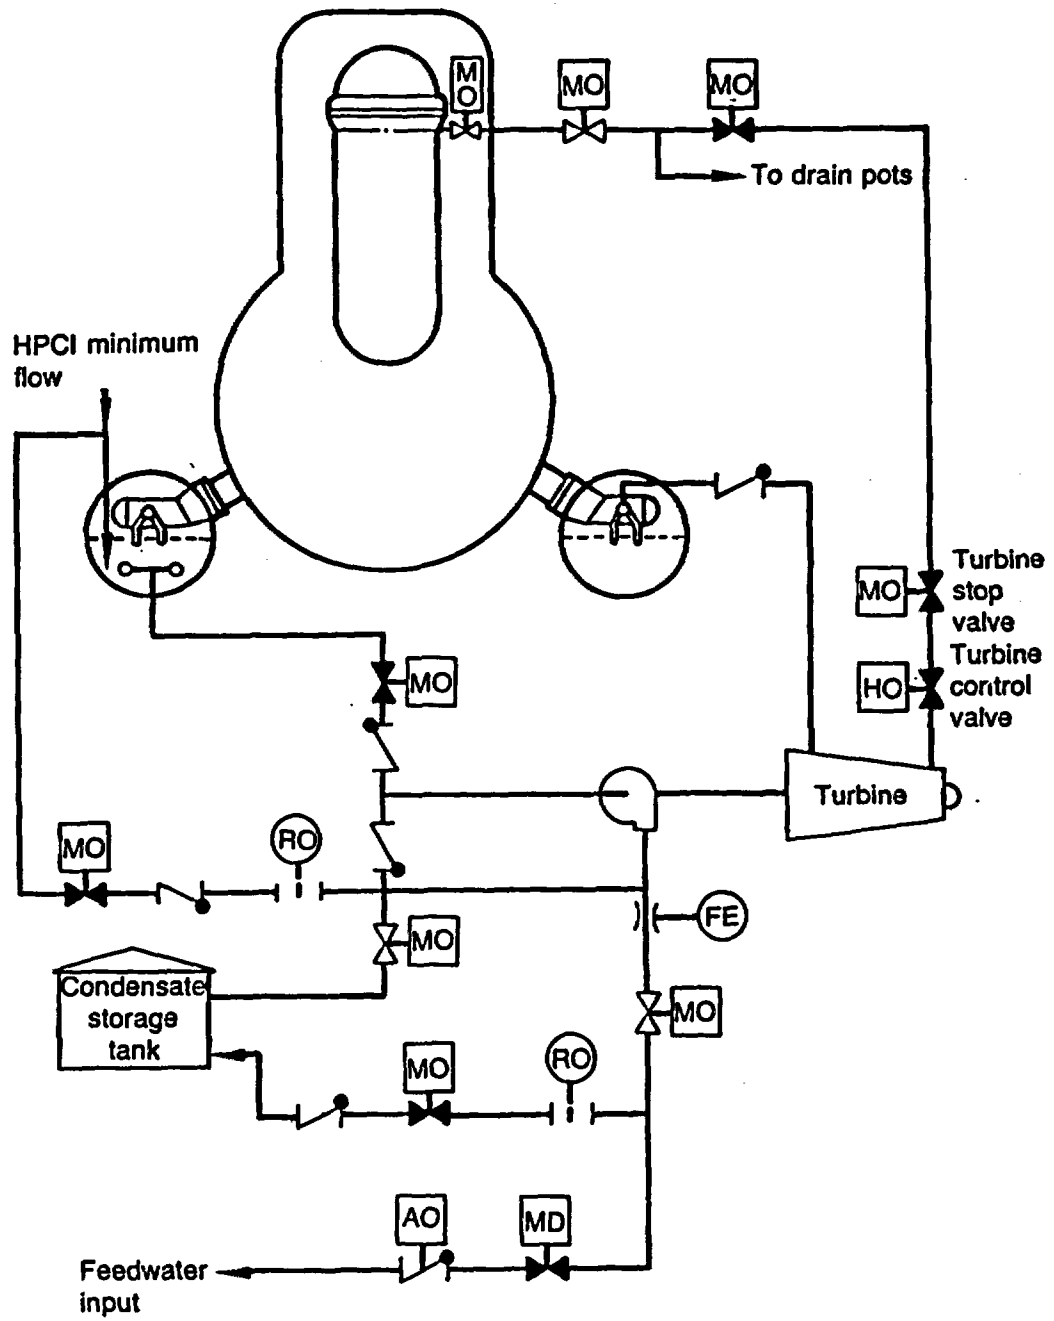 M
O
MO
MO
To drain pots
HPCI minimum
flow
MO
Turbine
stop
valve
HO
Turbine
control
valve
MO
Turbine
MO
RO
FE
MO
Condensate
storage
tank
MO
MO
RO
AO
MD
Feedwater
input